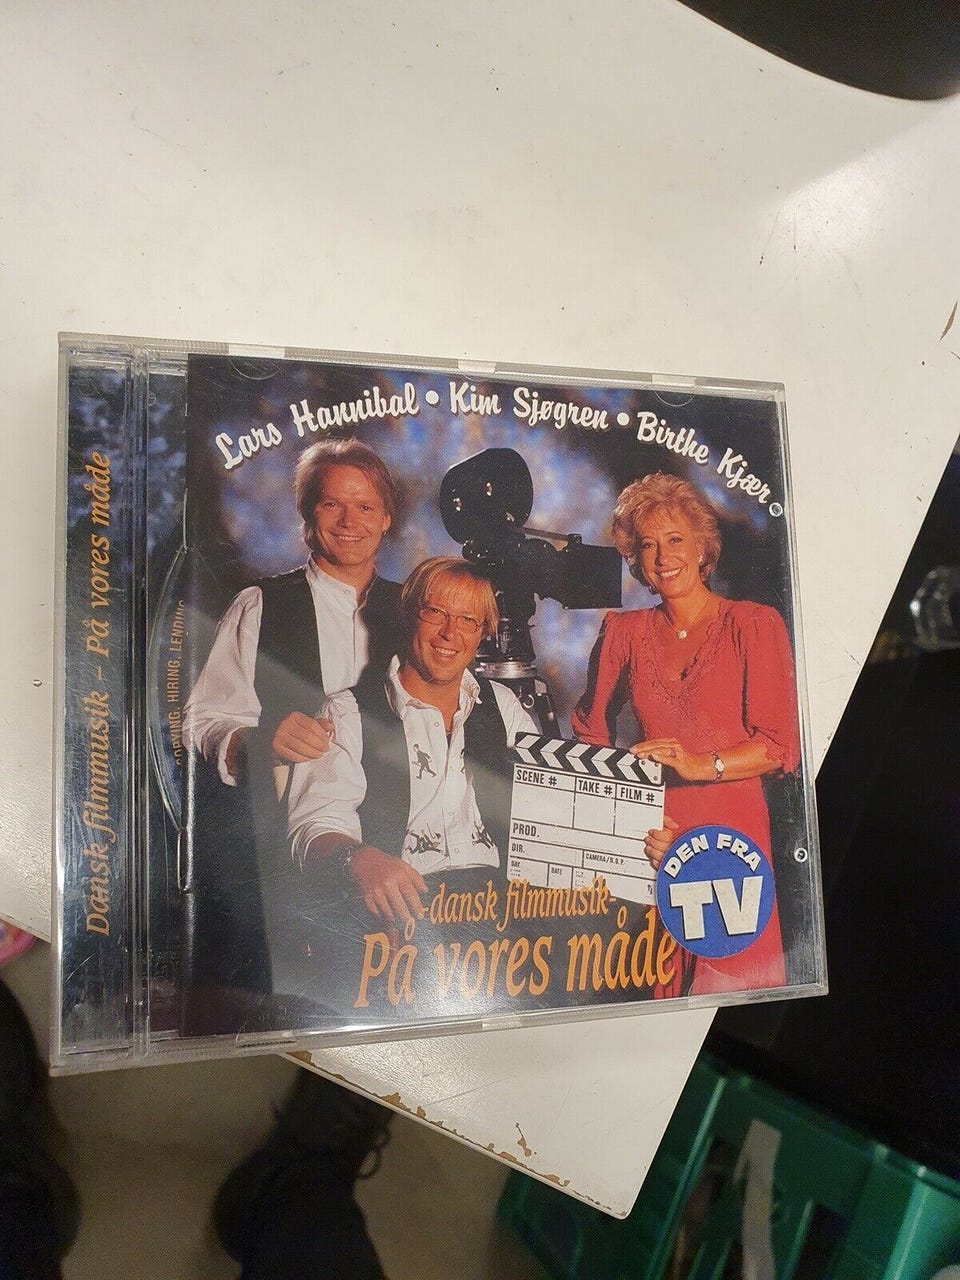 Lars Hannibal • Kim Sjøgren • Birthe Kjær
Dansk filmmusik - På vores måde
COPYING, HIRING, LENDING
SCENE # TAKE # FILM #
PROD.
DIR. CAMERA/D.O.P.
DAY DATE
DEN FRA
TV
-dansk filmmusik-
På vores måde